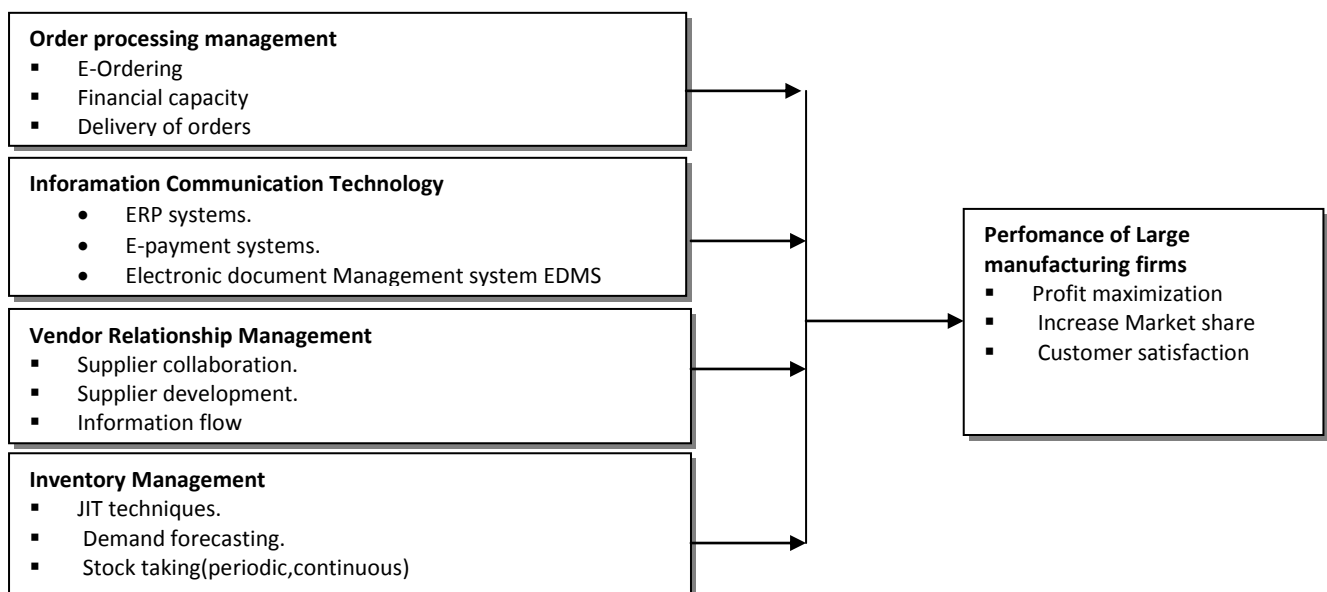 Order processing management
▪ E-Ordering
▪ Financial capacity
▪ Delivery of orders
Inforamation Communication Technology
• ERP systems.
• E-payment systems.
• Electronic document Management system EDMS
Vendor Relationship Management
▪ Supplier collaboration.
▪ Supplier development.
▪ Information flow
Inventory Management
▪ JIT techniques.
▪ Demand forecasting.
▪ Stock taking(periodic,continuous)
Perfomance of Large
manufacturing firms
▪ Profit maximization
▪ Increase Market share
▪ Customer satisfaction